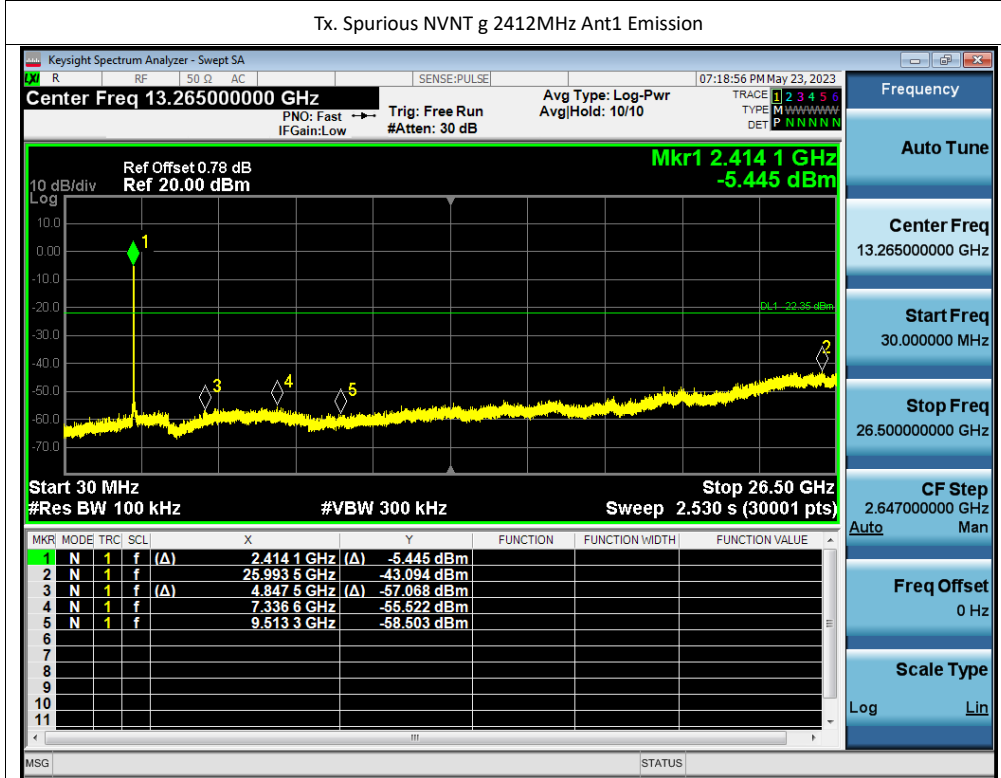 Tx. Spurious NVNT g 2412MHz Ant1 Emission
Keysight Spectrum Analyzer - Swept SA
LXI R RF 50 Ω AC SENSE:PULSE 07:18:56 PM May 23, 2023
Center Freq 13.265000000 GHz
PNO: Fast
IFGain:Low
Trig: Free Run
#Atten: 30 dB
Avg Type: Log-Pwr
Avg|Hold: 10/10
TRACE 1 2 3 4 5 6
TYPE M WWWWW
DET P N N N N N
Mkr1 2.414 1 GHz
-5.445 dBm
Ref Offset 0.78 dB
Ref 20.00 dBm
10 dB/div
Log
10.0
0.00
-10.0
-20.0
-30.0
-40.0
-50.0
-60.0
-70.0
1
2
3
4
5
DL1 -22.35 dBm
Start 30 MHz Stop 26.50 GHz
#Res BW 100 kHz #VBW 300 kHz Sweep 2.530 s (30001 pts)
MKR MODE TRC SCL X Y FUNCTION FUNCTION WIDTH FUNCTION VALUE
1 N 1 f (Δ) 2.414 1 GHz (Δ) -5.445 dBm
2 N 1 f 25.993 5 GHz -43.094 dBm
3 N 1 f (Δ) 4.847 5 GHz (Δ) -57.068 dBm
4 N 1 f 7.336 6 GHz -55.522 dBm
5 N 1 f 9.513 3 GHz -58.503 dBm
6
7
8
9
10
11
MSG STATUS
Frequency
Auto Tune
Center Freq
13.265000000 GHz
Start Freq
30.000000 MHz
Stop Freq
26.500000000 GHz
CF Step
2.647000000 GHz
Auto Man
Freq Offset
0 Hz
Scale Type
Log Lin